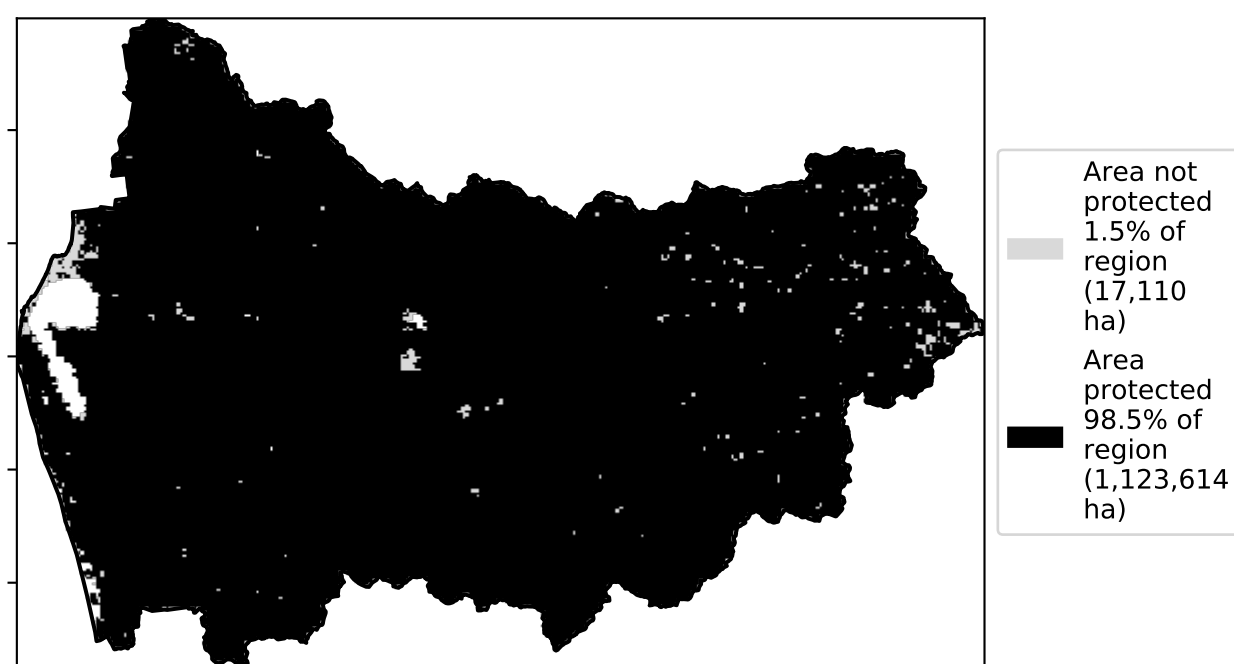 Area not
protected
1.5% of
region
(17,110
ha)
Area
protected
98.5% of
region
(1,123,614
ha)